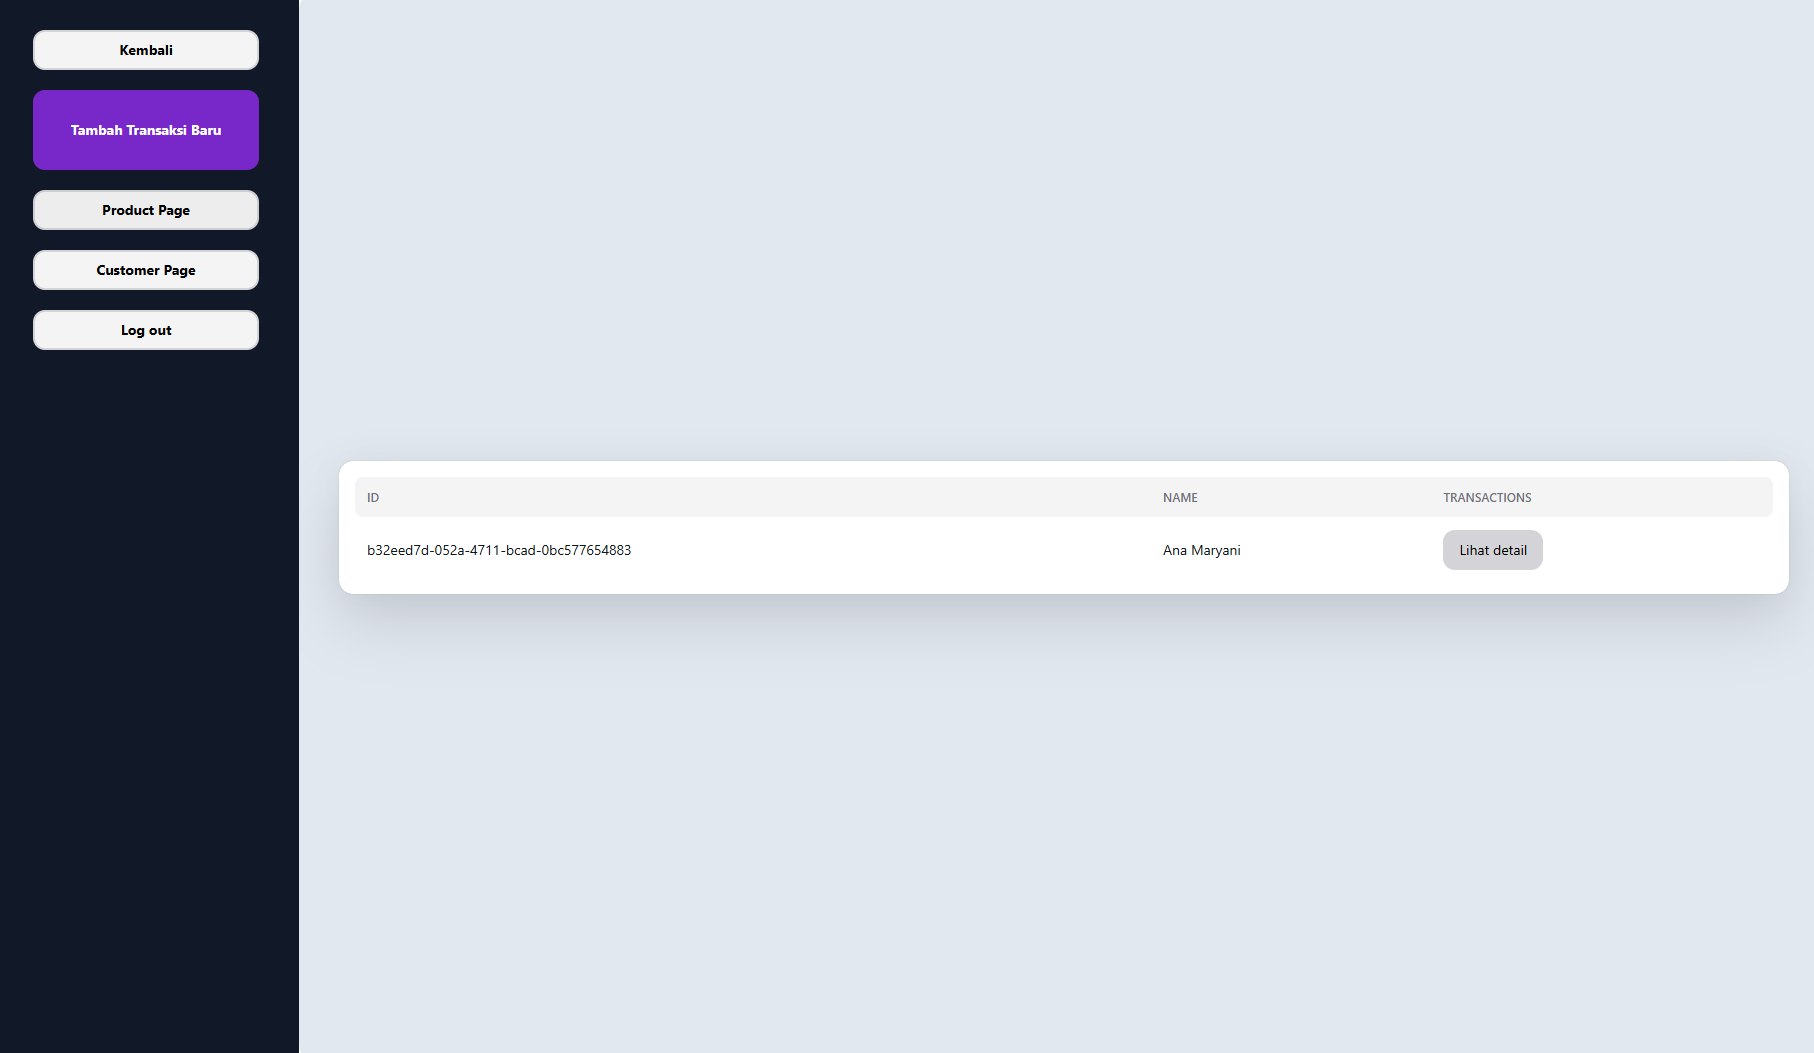 Kembali
Tambah Transaksi Baru
Product Page
Customer Page
Log out
ID NAME TRANSACTIONS
b32eed7d-052a-4711-bcad-0bc577654883 Ana Maryani Lihat detail